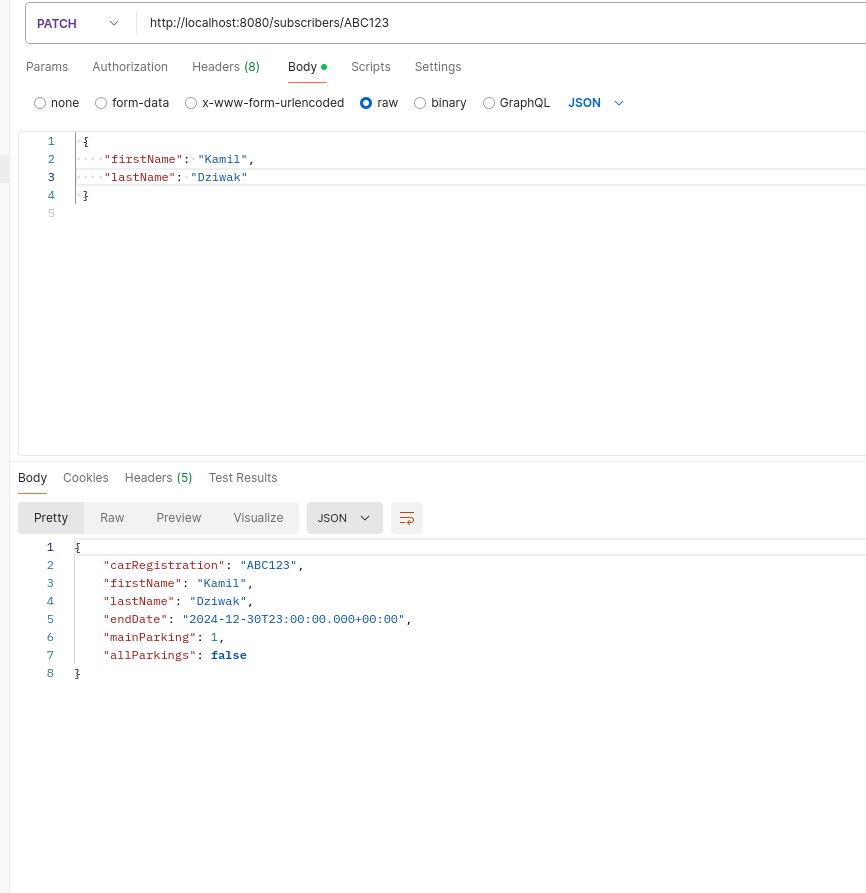 PATCH http://localhost:8080/subscribers/ABC123
Params Authorization Headers (8) Body Scripts Settings
none form-data x-www-form-urlencoded raw binary GraphQL JSON
1 {
2 "firstName": "Kamil",
3 "lastName": "Dziwak"
4 }
5
Body Cookies Headers (5) Test Results
Pretty Raw Preview Visualize JSON
1 {
2 "carRegistration": "ABC123",
3 "firstName": "Kamil",
4 "lastName": "Dziwak",
5 "endDate": "2024-12-30T23:00:00.000+00:00",
6 "mainParking": 1,
7 "allParkings": false
8 }